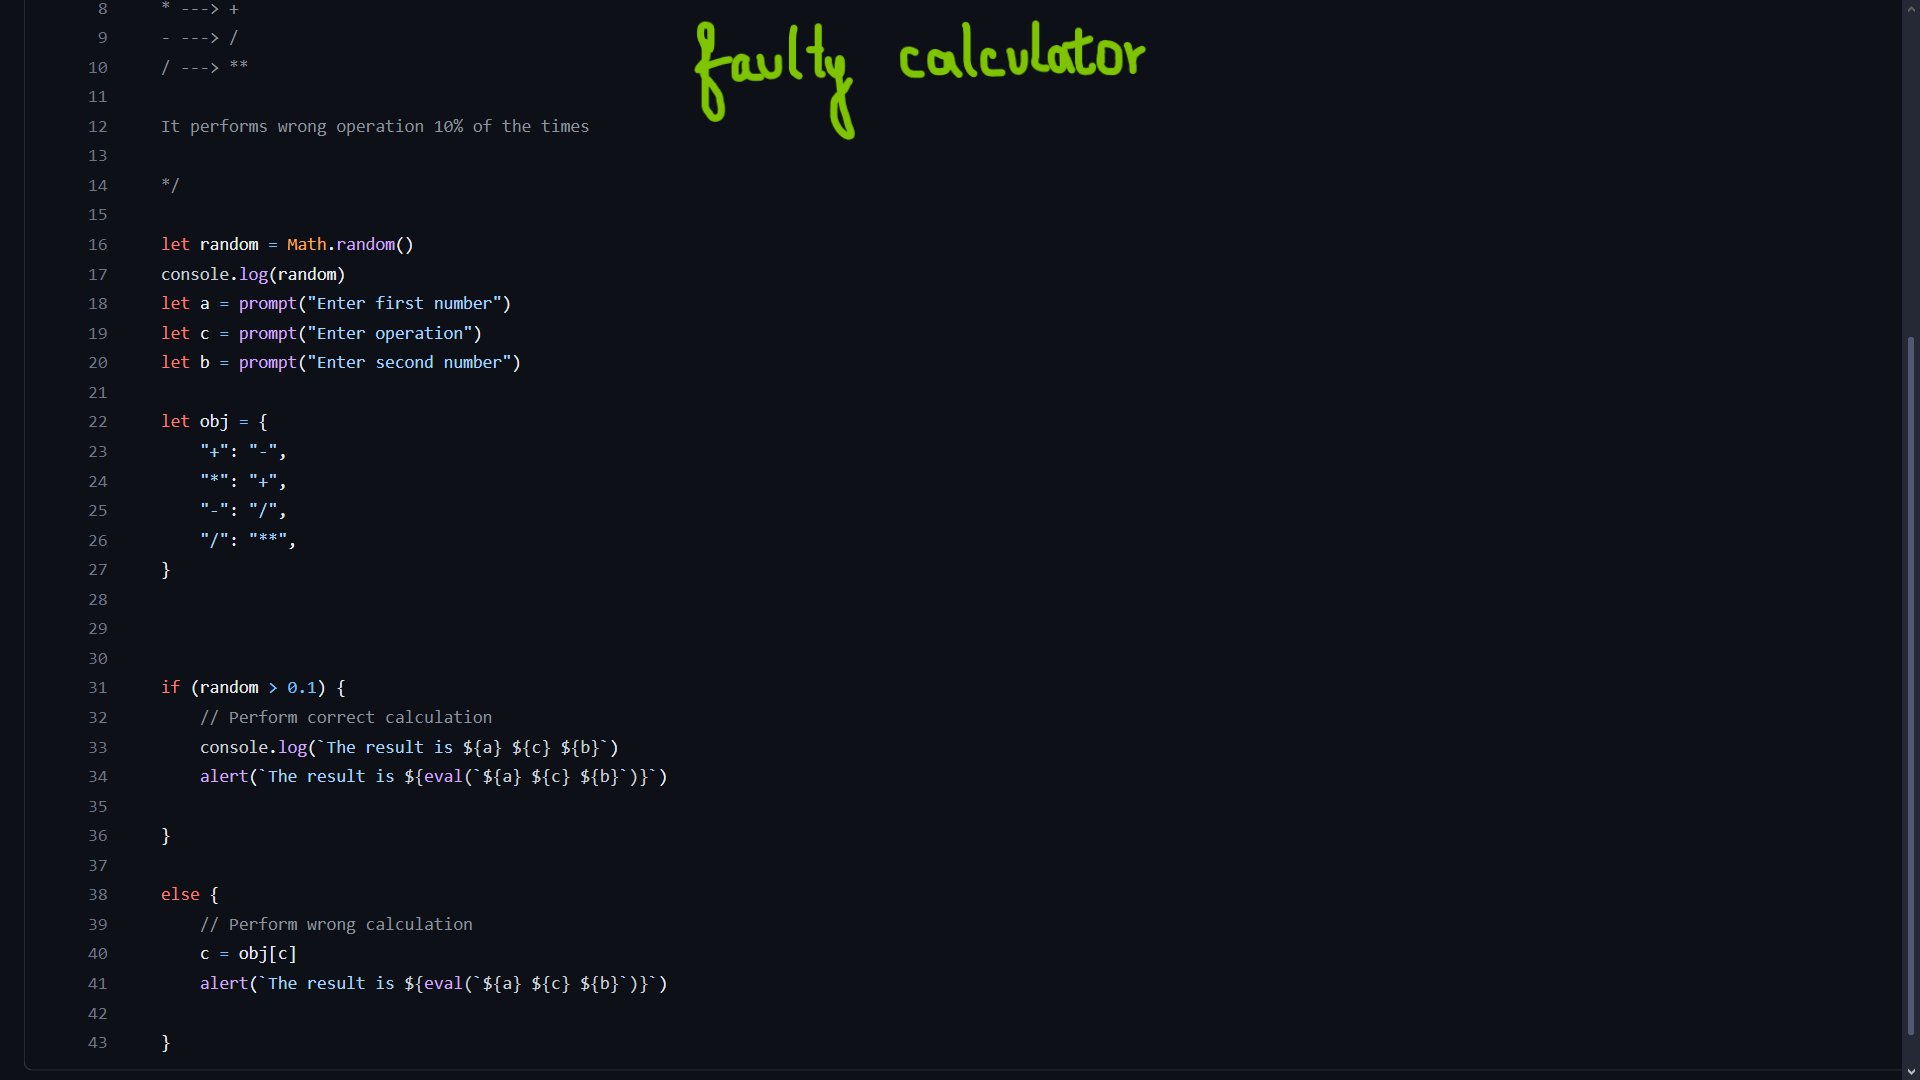 faulty calculator
8 * ---> +
9 - ---> /
10 / ---> **
11
12 It performs wrong operation 10% of the times
13
14 */
15
16 let random = Math.random()
17 console.log(random)
18 let a = prompt("Enter first number")
19 let c = prompt("Enter operation")
20 let b = prompt("Enter second number")
21
22 let obj = {
23     "+": "-",
24     "*": "+",
25     "-": "/",
26     "/": "**",
27 }
28
29
30
31 if (random > 0.1) {
32     // Perform correct calculation
33     console.log(`The result is ${a} ${c} ${b}`)
34     alert(`The result is ${eval(`${a} ${c} ${b}`)}`)
35
36 }
37
38 else {
39     // Perform wrong calculation
40     c = obj[c]
41     alert(`The result is ${eval(`${a} ${c} ${b}`)}`)
42
43 }